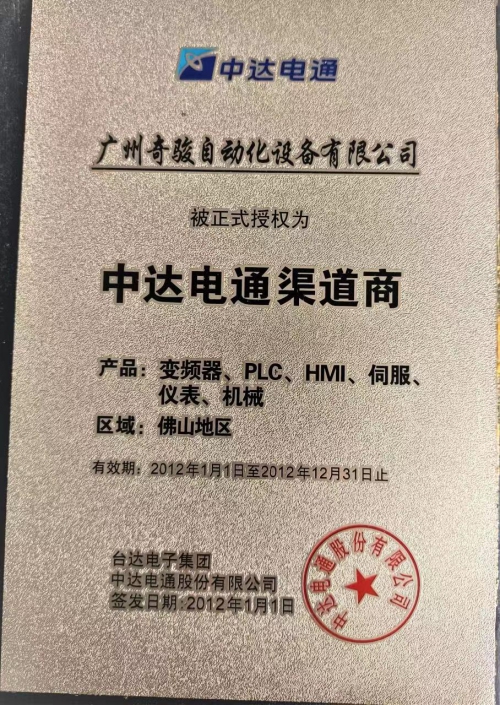 中达电通
广州奇骏自动化设备有限公司
被正式授权为
中达电通渠道商
产品：变频器、PLC、HMI、伺服、
仪表、机械
区域：佛山地区
有效期：2012年1月1日至2012年12月31日止
台达电子集团
中达电通股份有限公司
签发日期:2012年1月1日
中达电通股份有限公司